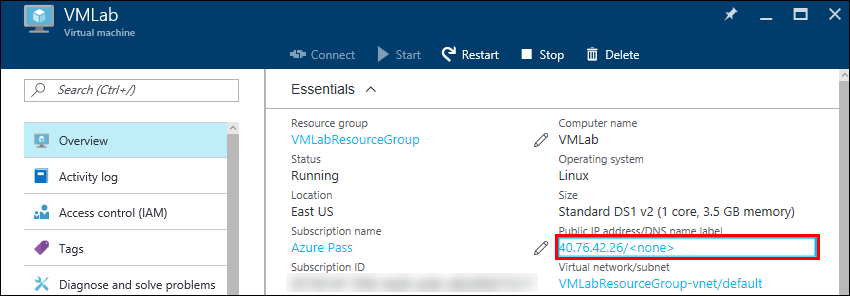 VMLab
Virtual machine
Connect Start Restart Stop Delete
Search (Ctrl+/)
Overview
Activity log
Access control (IAM)
Tags
Diagnose and solve problems
Essentials
Resource group
VMLabResourceGroup
Status
Running
Location
East US
Subscription name
Azure Pass
Subscription ID
Computer name
VMLab
Operating system
Linux
Size
Standard DS1 v2 (1 core, 3.5 GB memory)
Public IP address/DNS name label
40.76.42.26/<none>
Virtual network/subnet
VMLabResourceGroup-vnet/default